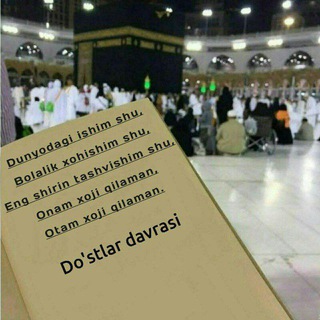 Dunyodagi ishim shu,
Bolalik xohishim shu,
Eng shirin tashvishim shu,
Onam xoji qilaman,
Otam xoji qilaman.
Do'stlar davrasi